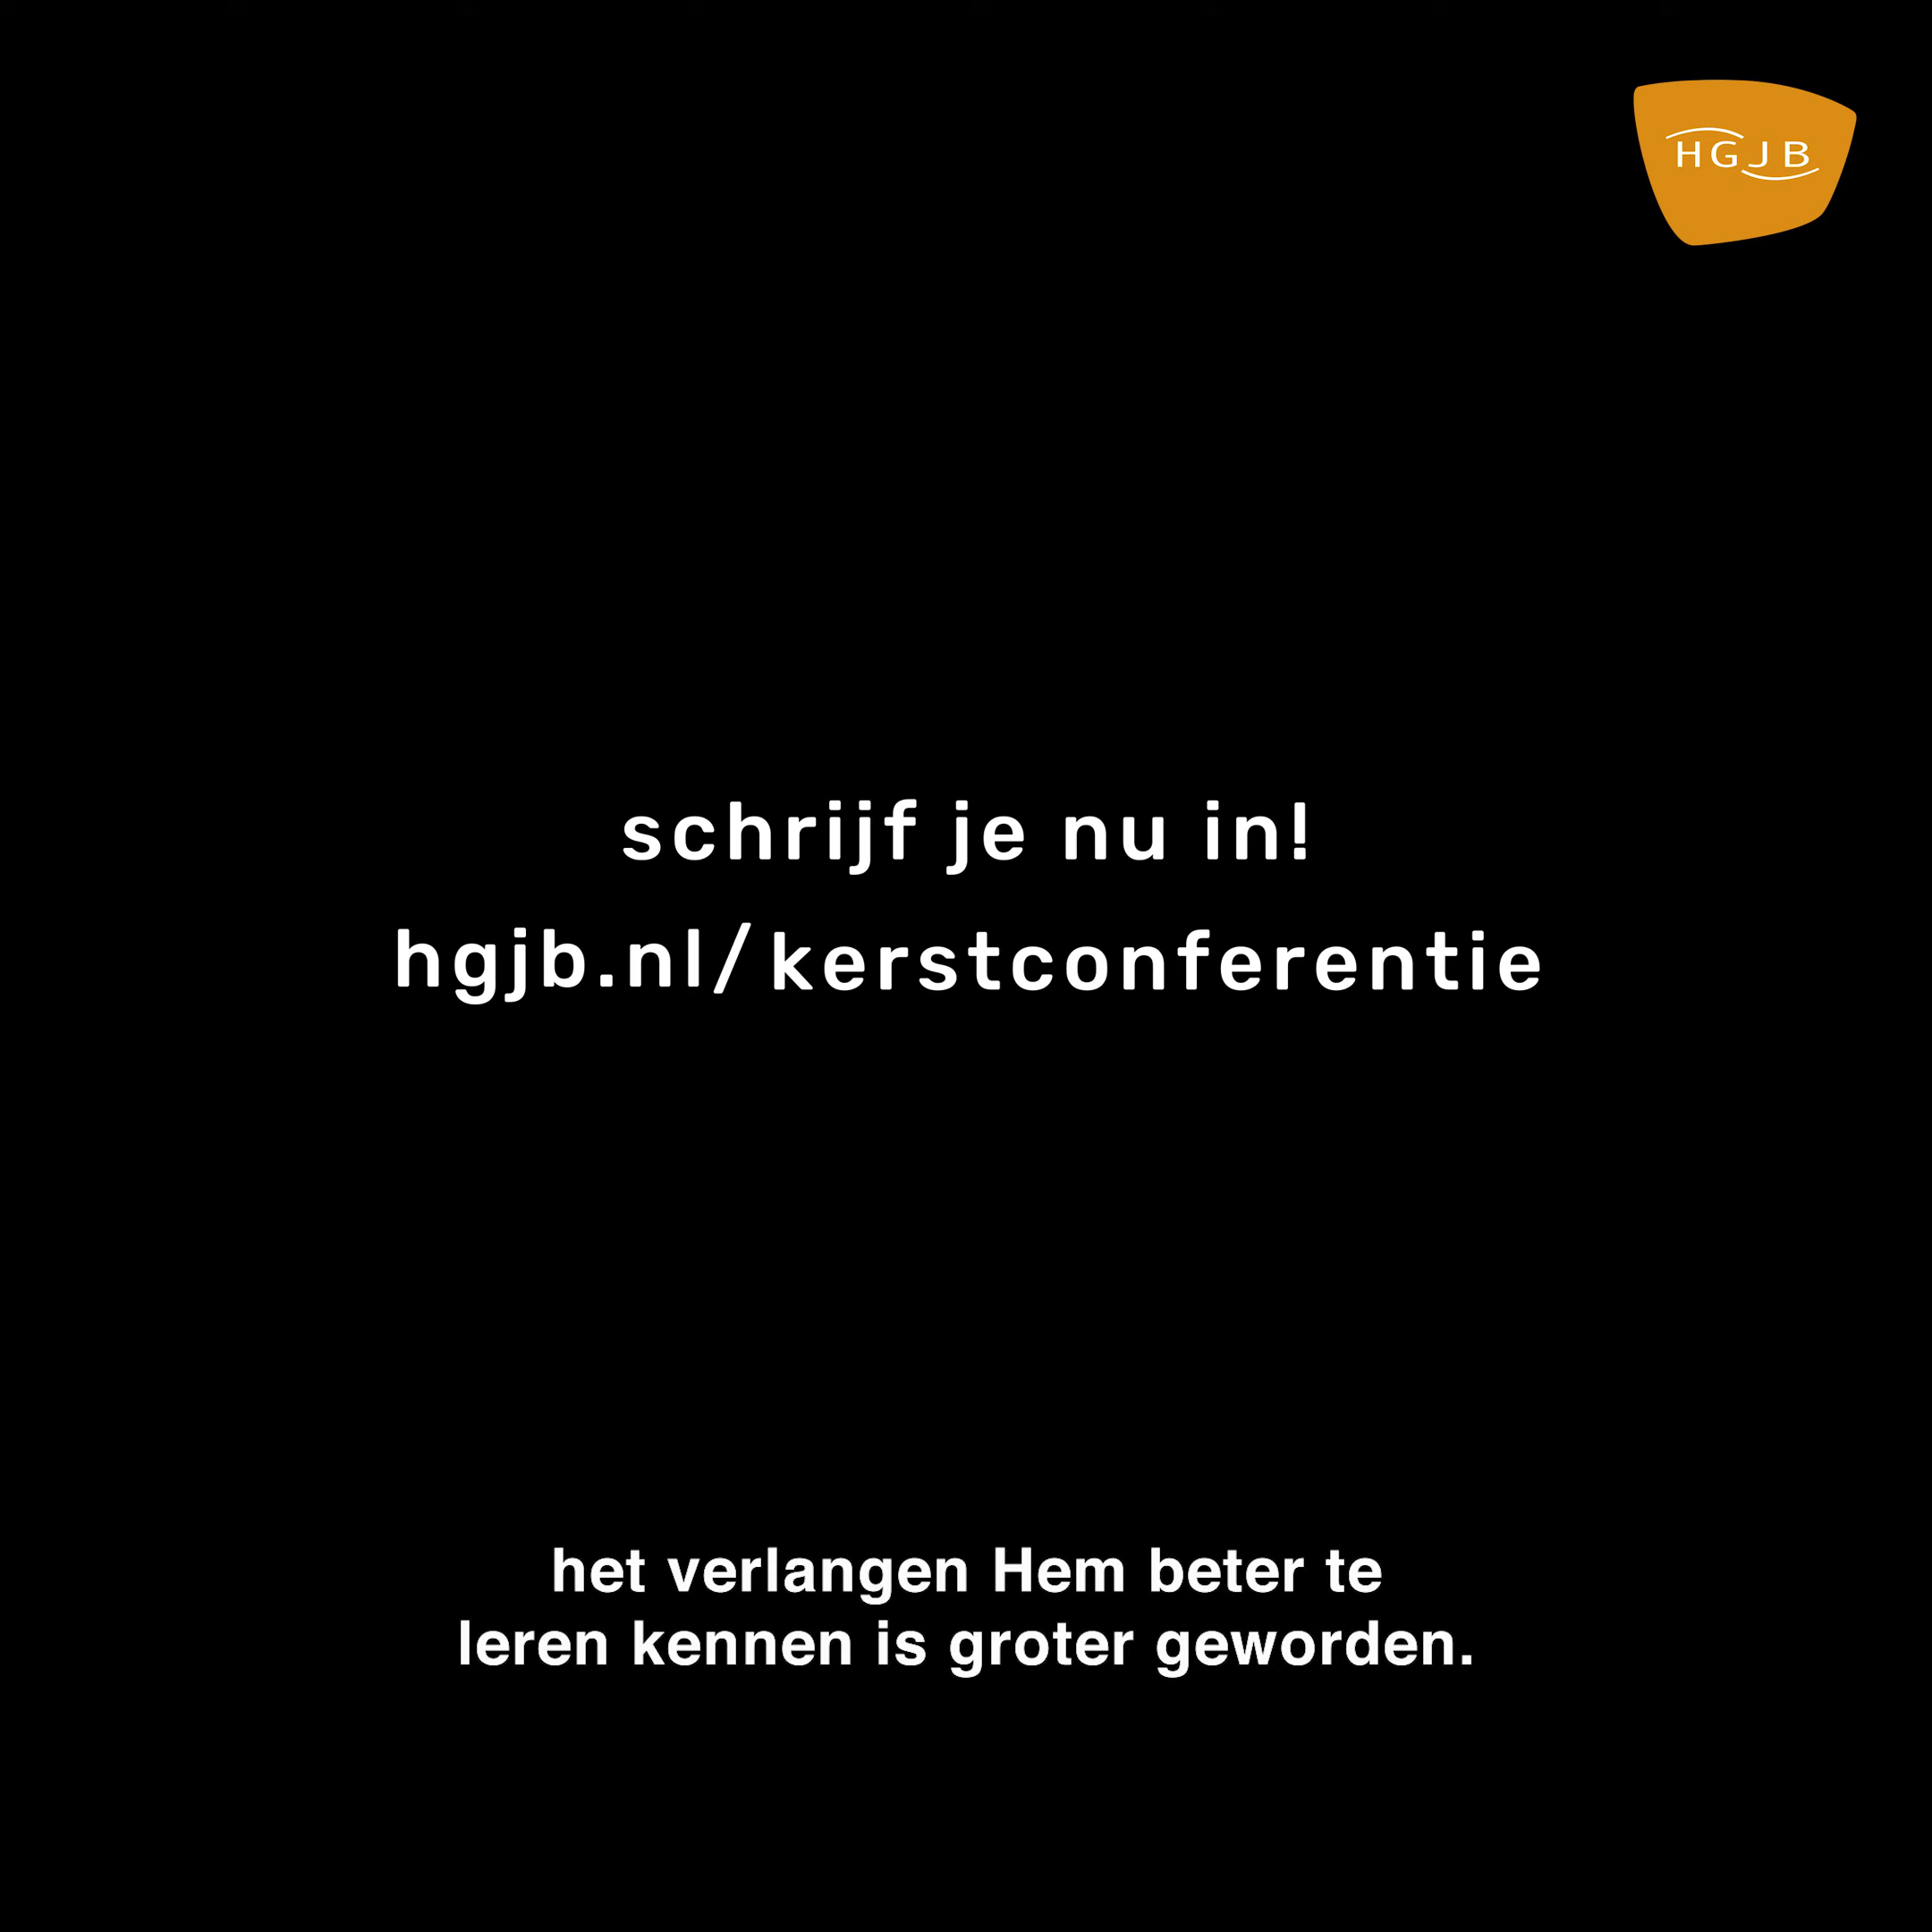 HGJB
schrijf je nu in!
hgjb.nl/kerstconferentie
het verlangen Hem beter te
leren kennen is groter geworden.